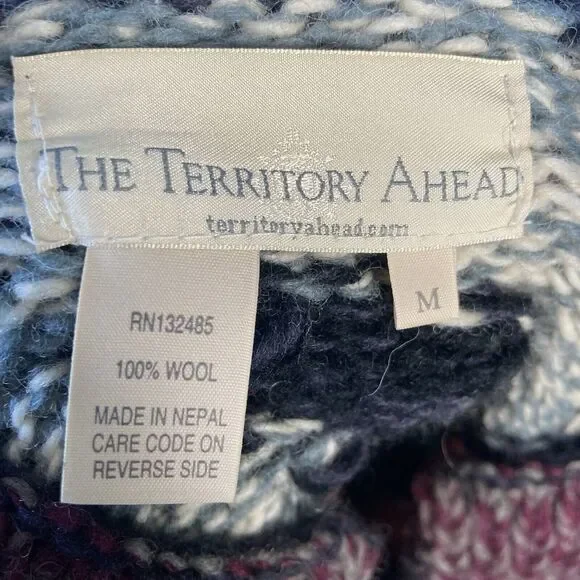 THE TERRITORY AHEAD
territoryahead.com
M
RN132485
100% WOOL
MADE IN NEPAL
CARE CODE ON
REVERSE SIDE